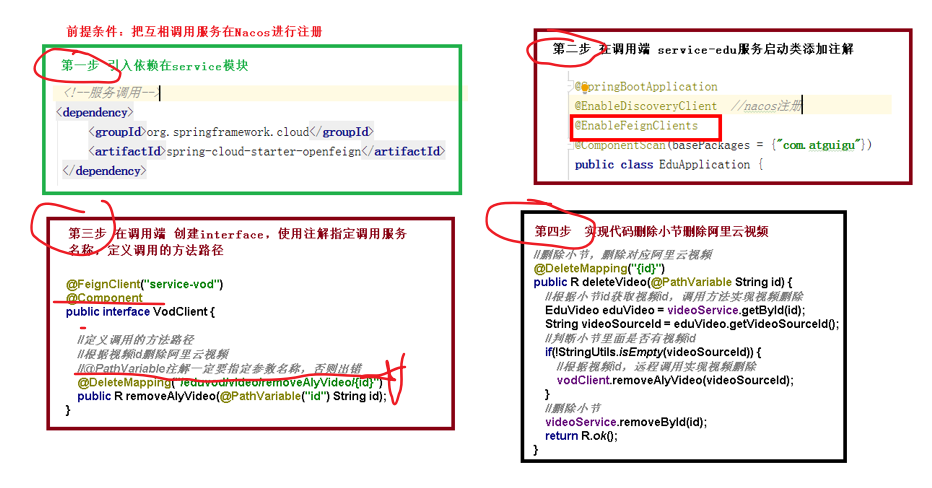 前提条件：把互相调用服务在Nacos进行注册
第一步 引入依赖在service模块
<!--服务调用-->
<dependency>
<groupId>org.springframework.cloud</groupId>
<artifactId>spring-cloud-starter-openfeign</artifactId>
</dependency>
第二步 在调用端 service-edu服务启动类添加注解
@SpringBootApplication
@EnableDiscoveryClient //nacos注册
@EnableFeignClients
@ComponentScan(basePackages = {"com.atguigu"})
public class EduApplication {
第三步 在调用端 创建interface，使用注解指定调用服务
名称，定义调用的方法路径
@FeignClient("service-vod")
@Component
public interface VodClient {
//定义调用的方法路径
//根据视频id删除阿里云视频
//@PathVariable注解一定要指定参数名称，否则出错
@DeleteMapping("/eduvod/video/removeAlyVideo/{id}")
public R removeAlyVideo(@PathVariable("id") String id);
}
第四步 实现代码删除小节删除阿里云视频
//删除小节，删除对应阿里云视频
@DeleteMapping("{id}")
public R deleteVideo(@PathVariable String id) {
//根据小节id获取视频id，调用方法实现视频删除
EduVideo eduVideo = videoService.getById(id);
String videoSourceId = eduVideo.getVideoSourceId();
//判断小节里面是否有视频id
if(!StringUtils.isEmpty(videoSourceId)) {
//根据视频id，远程调用实现视频删除
vodClient.removeAlyVideo(videoSourceId);
}
//删除小节
videoService.removeById(id);
return R.ok();
}